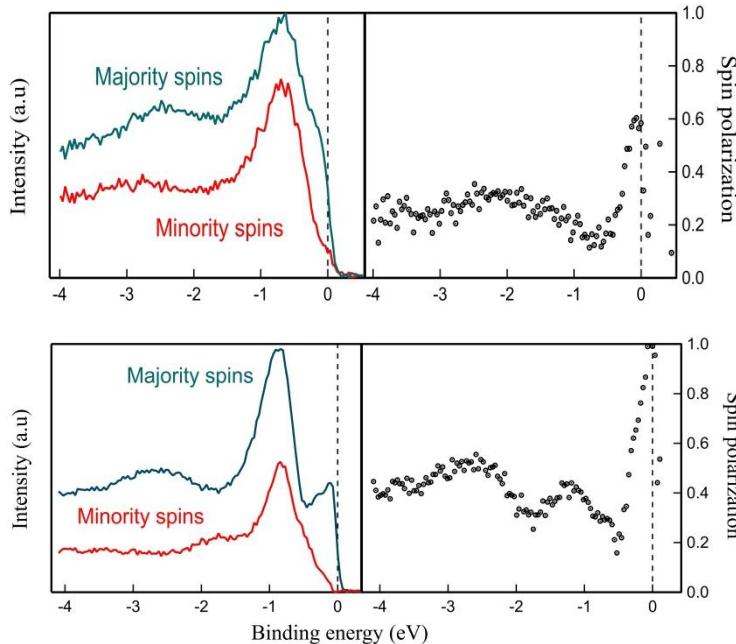 Intensity (a.u)
Majority spins
Minority spins
-4 -3 -2 -1 0
-4 -3 -2 -1 0
1.0
0.8
0.6
0.4
0.2
0.0
Spin polarization
Intensity (a.u)
Majority spins
Minority spins
-4 -3 -2 -1 0
-4 -3 -2 -1 0
1.0
0.8
0.6
0.4
0.2
0.0
Spin polarization
Binding energy (eV)